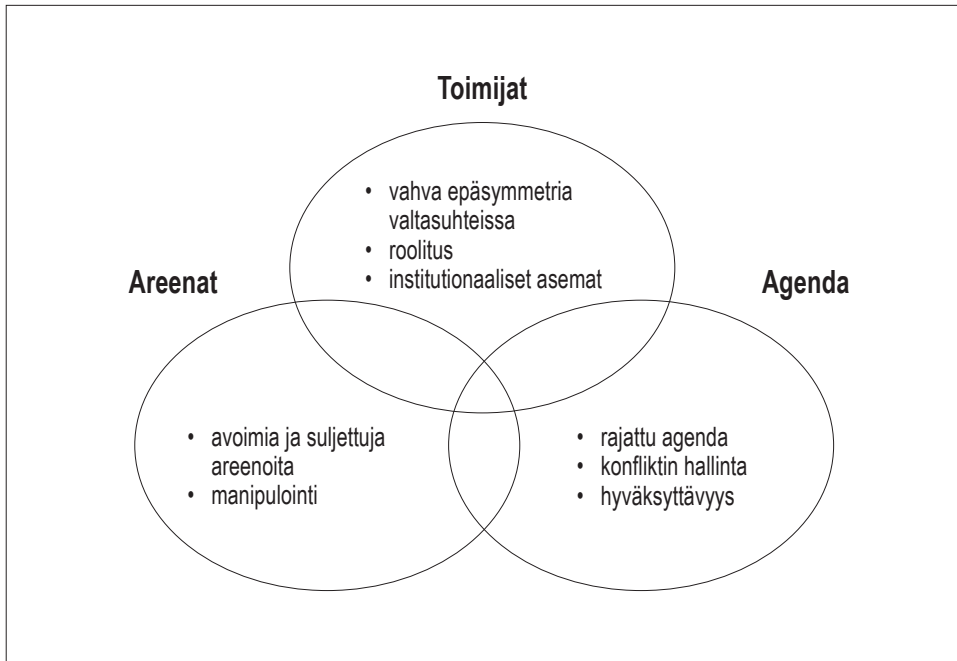 Toimijat
• vahva epäsymmetria
valtasuhteissa
• roolitus
• institutionaaliset asemat
Areenat
Agenda
• avoimia ja suljettuja
areenoita
• manipulointi
• rajattu agenda
• konfliktin hallinta
• hyväksyttävyys